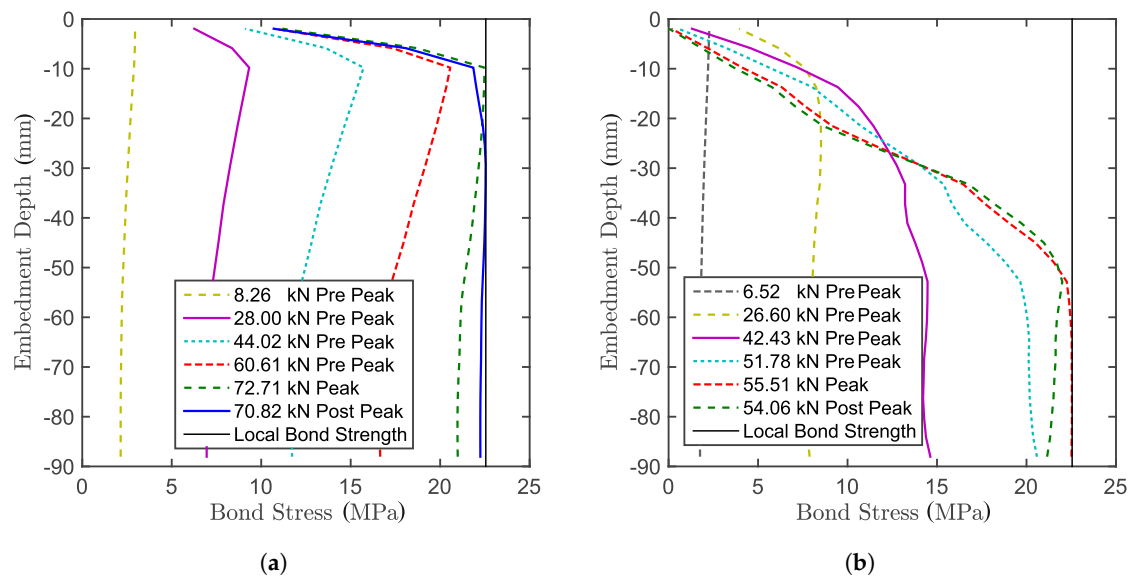 0
-10
-20
-30
-40
-50
-60
-70
-80
-90
Embedment Depth (mm)
8.26 kN Pre Peak
28.00 kN Pre Peak
44.02 kN Pre Peak
60.61 kN Pre Peak
72.71 kN Peak
70.82 kN Post Peak
Local Bond Strength
0 5 10 15 20 25
Bond Stress (MPa)
(a)
0
-10
-20
-30
-40
-50
-60
-70
-80
-90
Embedment Depth (mm)
6.52 kN Pre Peak
26.60 kN Pre Peak
42.43 kN Pre Peak
51.78 kN Pre Peak
55.51 kN Peak
54.06 kN Post Peak
Local Bond Strength
0 5 10 15 20 25
Bond Stress (MPa)
(b)